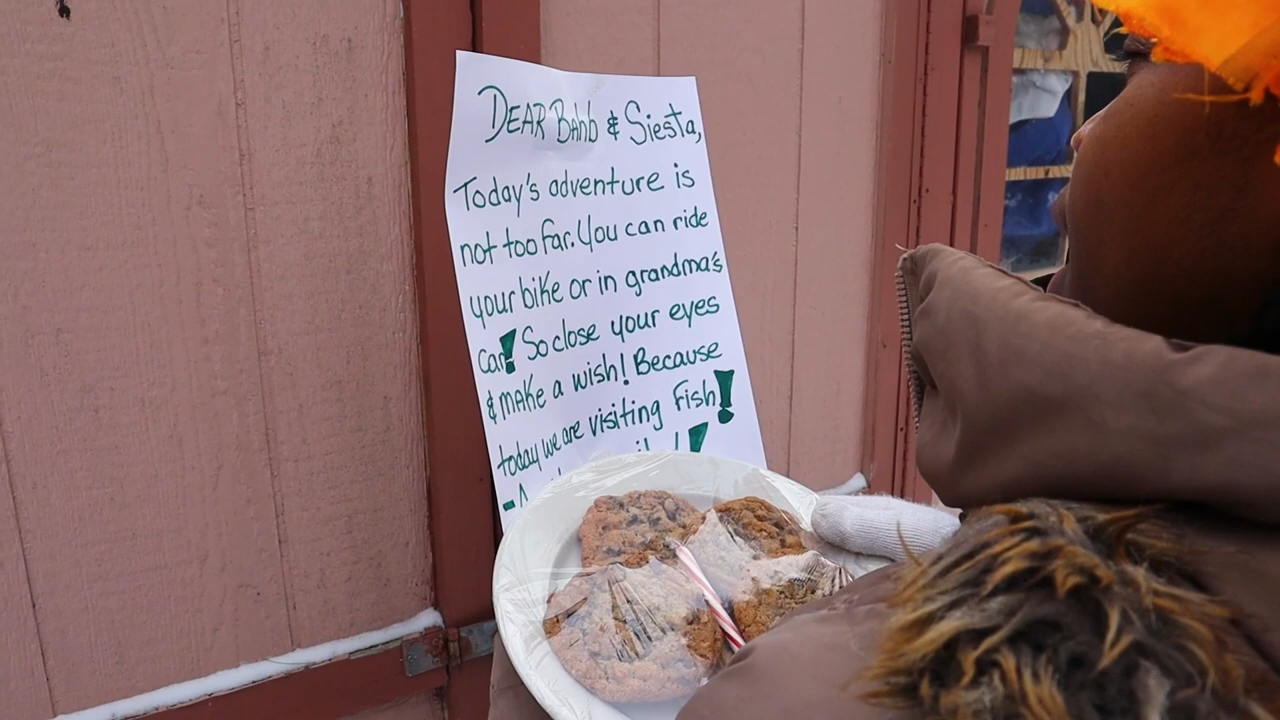 DEAR Bahb & Siesta,
Today's adventure is
not too far. You can ride
your bike or in grandma's
car! So close your eyes
& make a wish! Because
today we are visiting Fish!